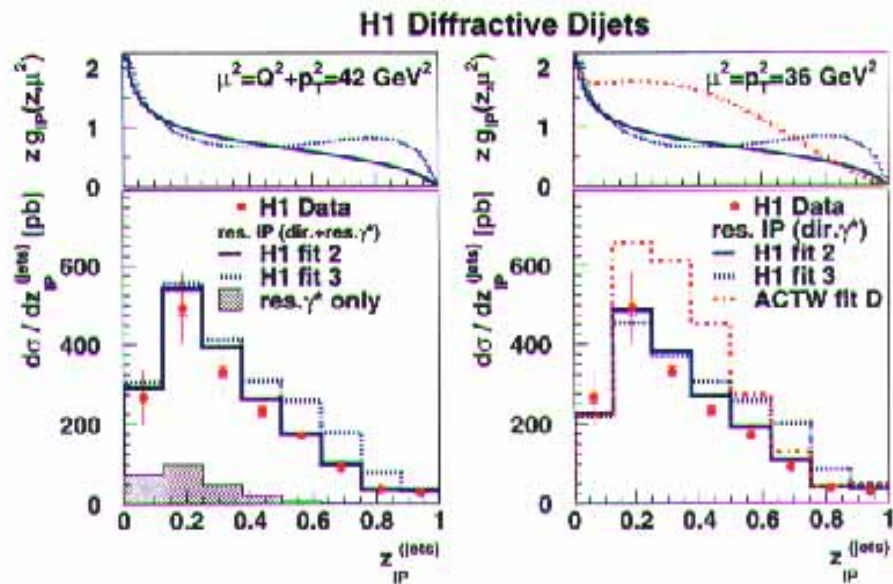 H1 Diffractive Dijets
μ²=Q²+p_T²=42 GeV²
z g_IP(z,μ²)
2
1
0
dσ / dz_IP^(jets) [pb]
H1 Data
res. IP (dir.+res.γ*)
H1 fit 2
H1 fit 3
res.γ* only
600
400
200
0
0 0.2 0.4 0.6 0.8 1
z_IP^(jets)
μ²=p_T²=36 GeV²
z g_IP(z,μ²)
2
1
0
dσ / dz_IP^(jets) [pb]
H1 Data
res. IP (dir.γ*)
H1 fit 2
H1 fit 3
ACTW fit D
600
400
200
0
0 0.2 0.4 0.6 0.8 1
z_IP^(jets)